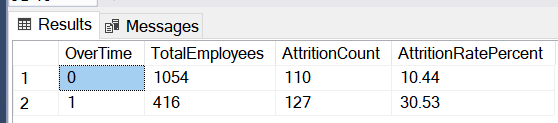 Results Messages
OverTime TotalEmployees AttritionCount AttritionRatePercent
1 0 1054 110 10.44
2 1 416 127 30.53